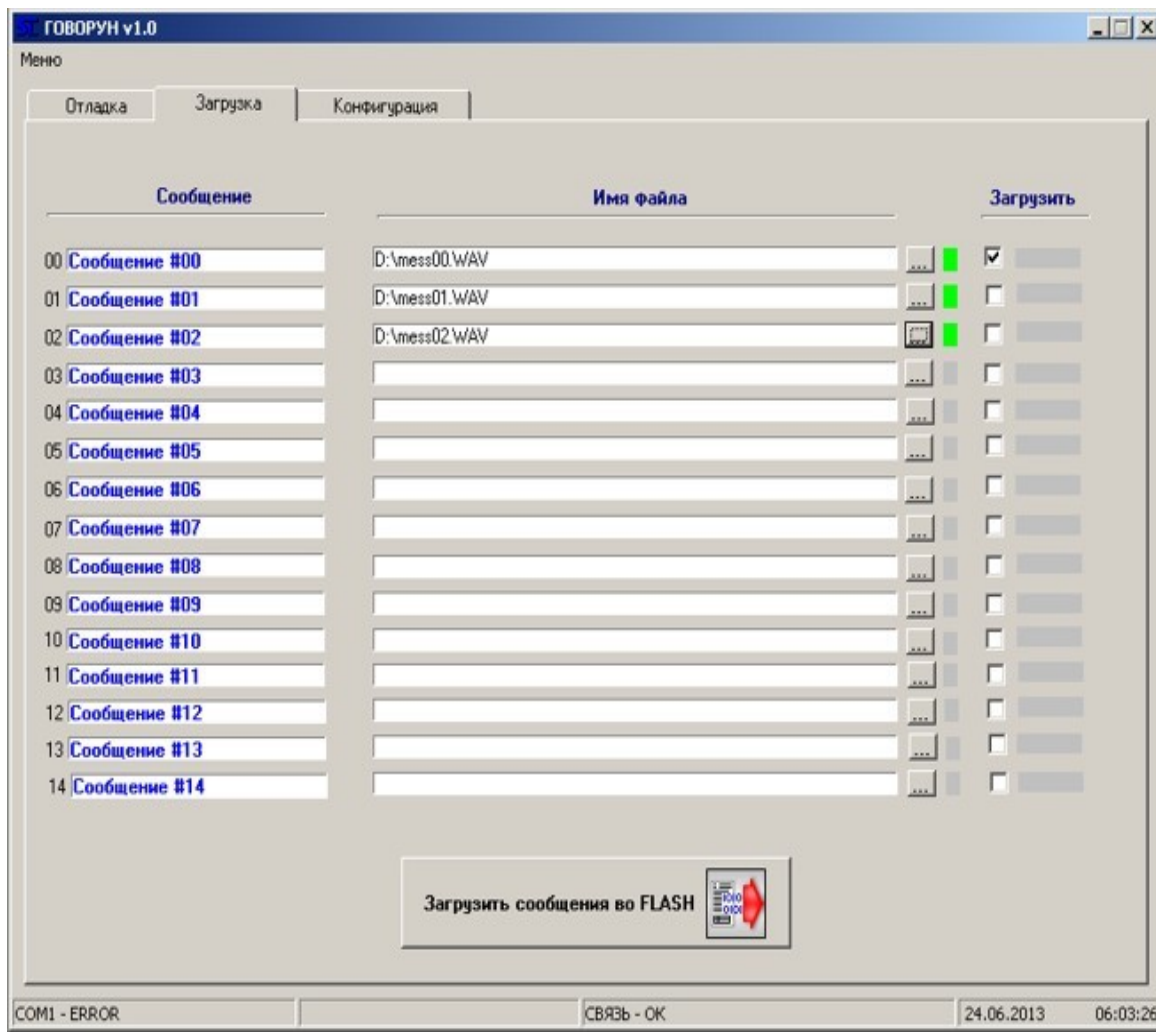 ГОВОРУН v1.0
Меню
Отладка Загрузка Конфигурация
Сообщение Имя файла Загрузить
00 Сообщение #00 D:\mess00.WAV ...
01 Сообщение #01 D:\mess01.WAV ...
02 Сообщение #02 D:\mess02.WAV ...
03 Сообщение #03 ...
04 Сообщение #04 ...
05 Сообщение #05 ...
06 Сообщение #06 ...
07 Сообщение #07 ...
08 Сообщение #08 ...
09 Сообщение #09 ...
10 Сообщение #10 ...
11 Сообщение #11 ...
12 Сообщение #12 ...
13 Сообщение #13 ...
14 Сообщение #14 ...
Загрузить сообщения во FLASH
COM1 - ERROR СВЯЗЬ - ОК 24.06.2013 06:03:26